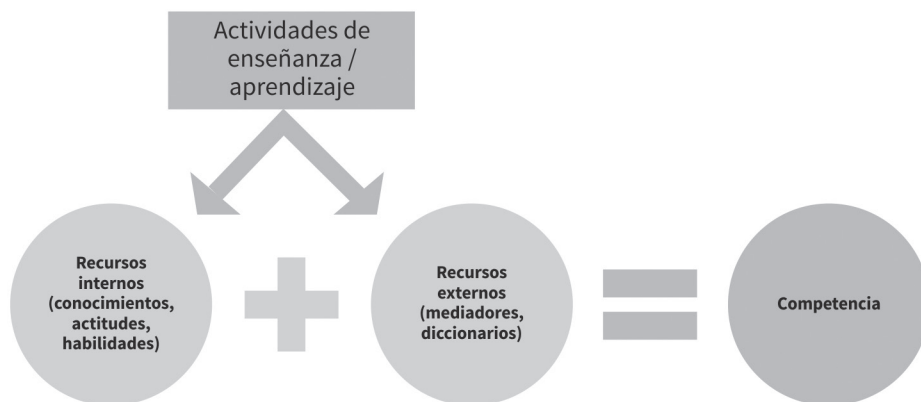 Actividades de
enseñanza /
aprendizaje
Recursos
internos
(conocimientos,
actitudes,
habilidades)
Recursos
externos
(mediadores,
diccionarios)
Competencia